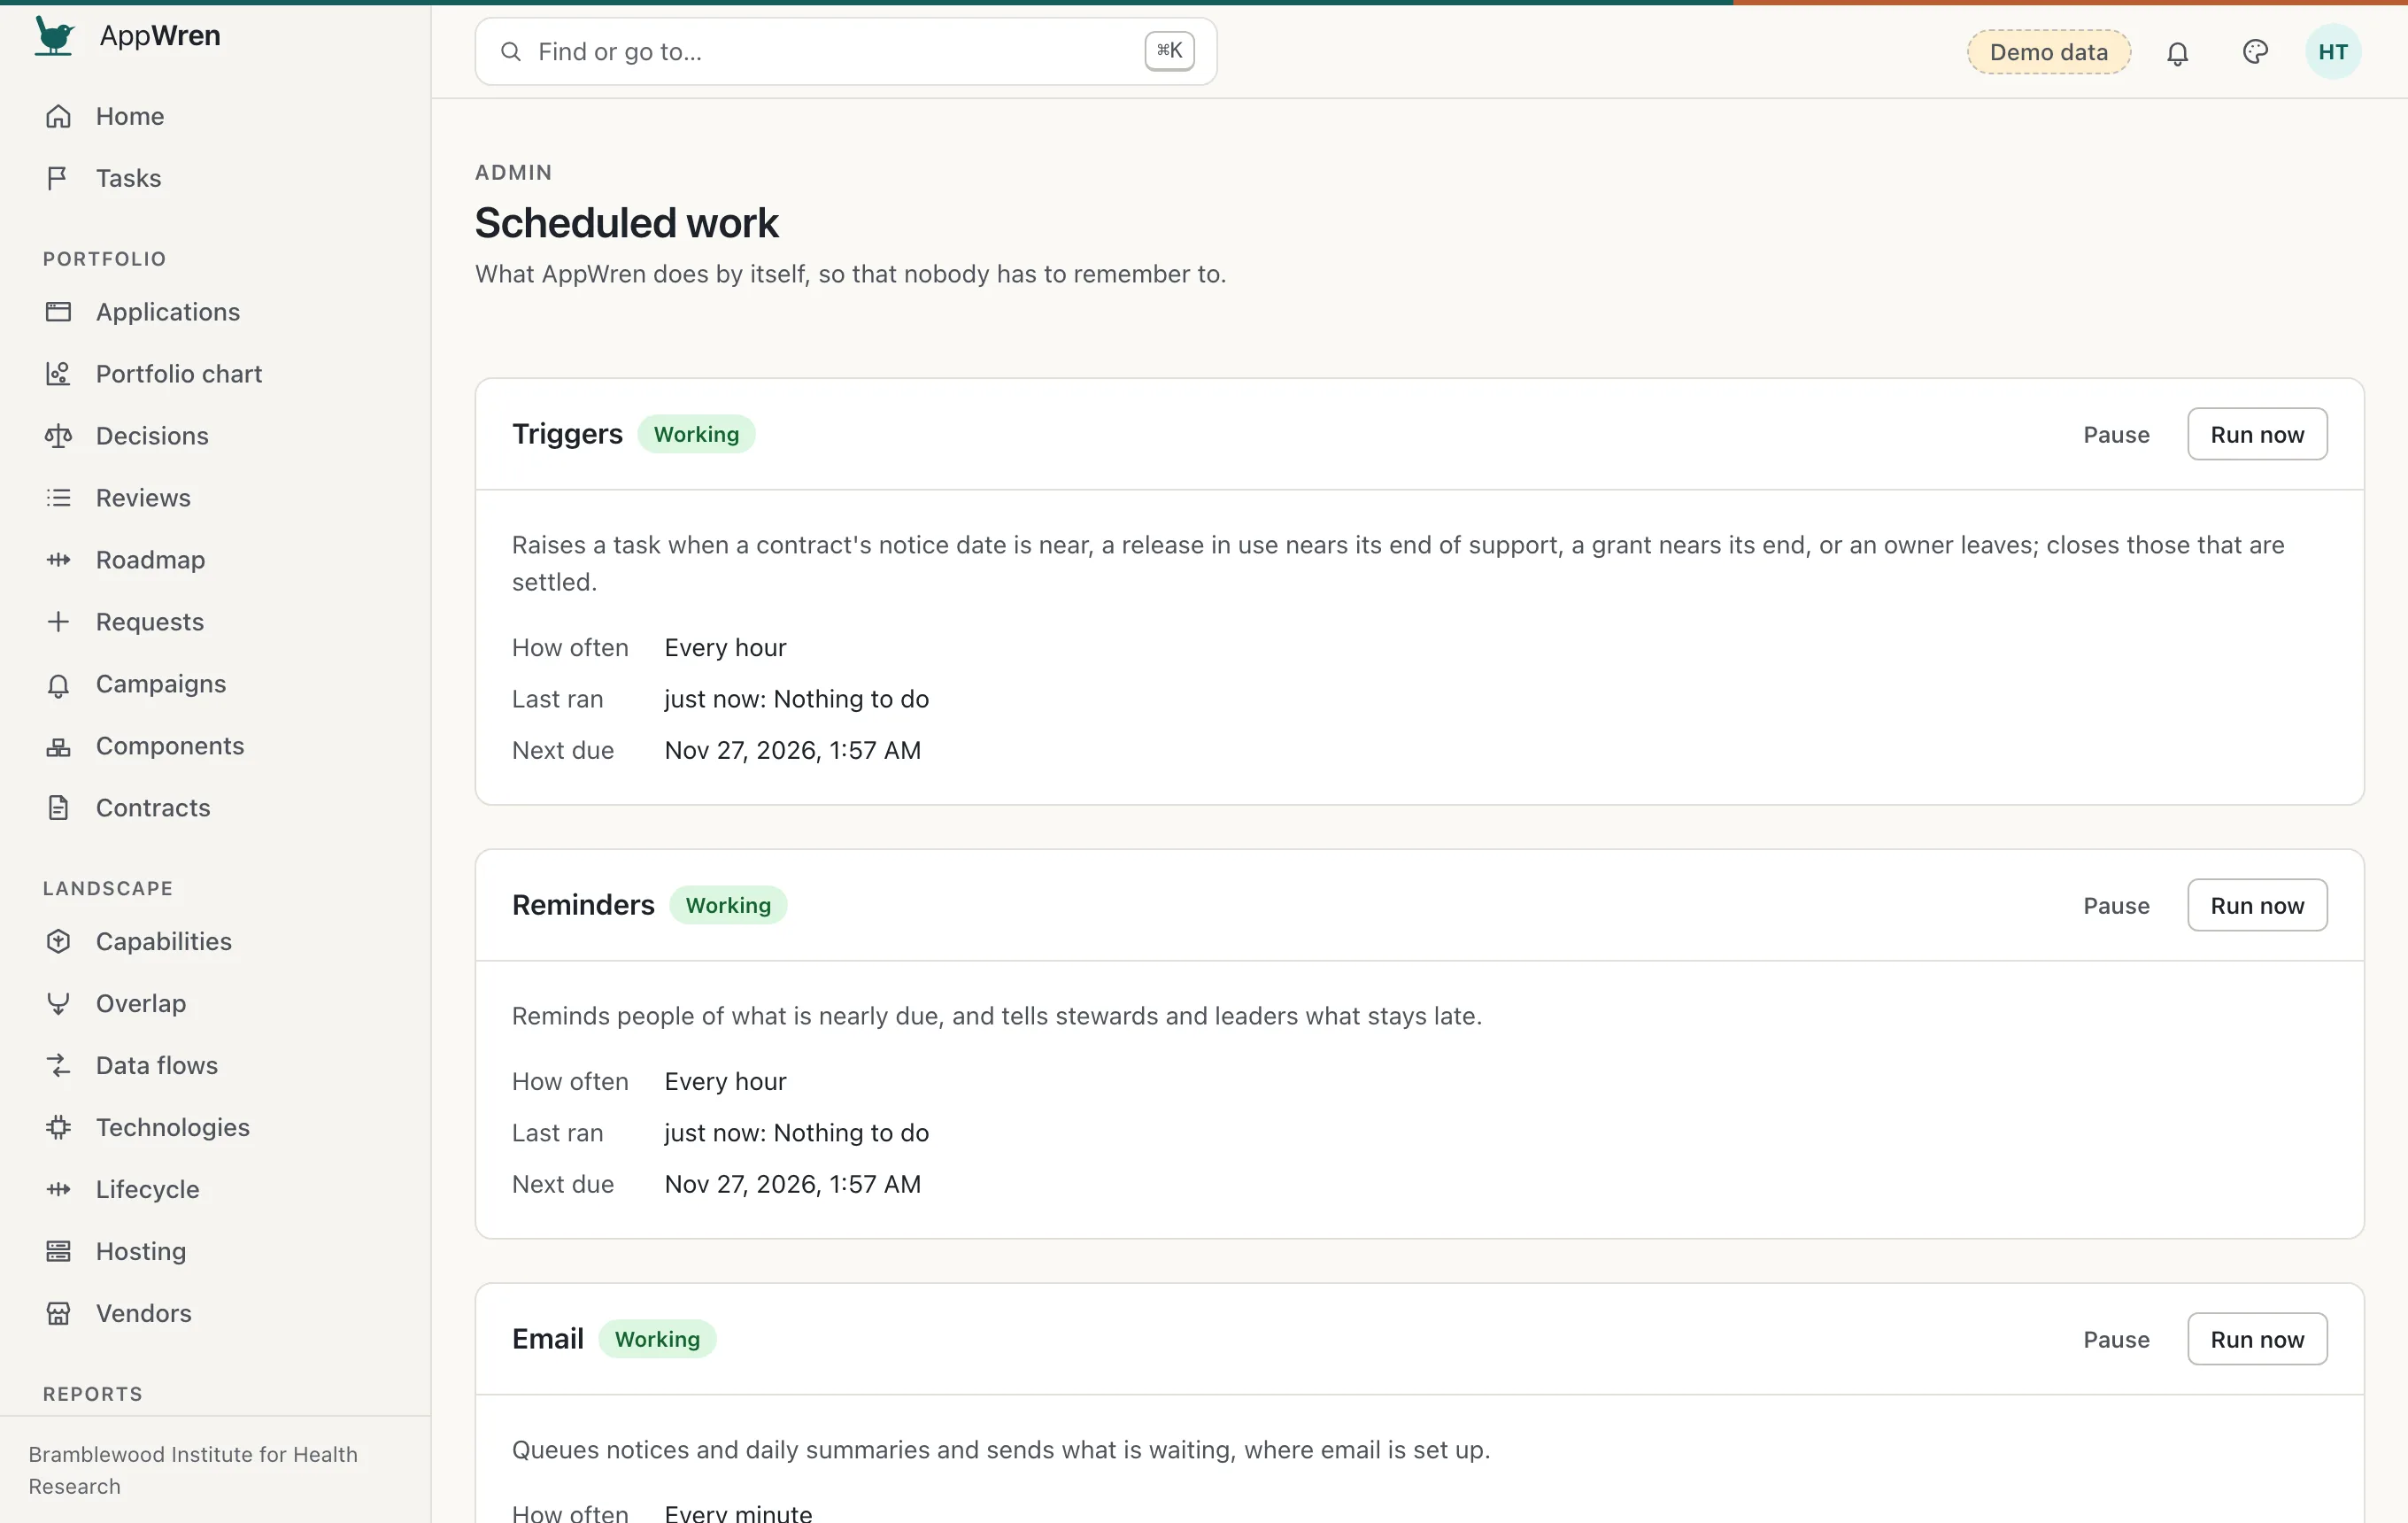 AppWren
Find or go to...
⌘K
Demo data
HT
Home
Tasks
PORTFOLIO
Applications
Portfolio chart
Decisions
Reviews
Roadmap
Requests
Campaigns
Components
Contracts
LANDSCAPE
Capabilities
Overlap
Data flows
Technologies
Lifecycle
Hosting
Vendors
REPORTS
Bramblewood Institute for Health
Research
ADMIN
Scheduled work
What AppWren does by itself, so that nobody has to remember to.
Triggers Working Pause Run now
Raises a task when a contract's notice date is near, a release in use nears its end of support, a grant nears its end, or an owner leaves; closes those that are
settled.
How often Every hour
Last ran just now: Nothing to do
Next due Nov 27, 2026, 1:57 AM
Reminders Working Pause Run now
Reminds people of what is nearly due, and tells stewards and leaders what stays late.
How often Every hour
Last ran just now: Nothing to do
Next due Nov 27, 2026, 1:57 AM
Email Working Pause Run now
Queues notices and daily summaries and sends what is waiting, where email is set up.
How often Every minute